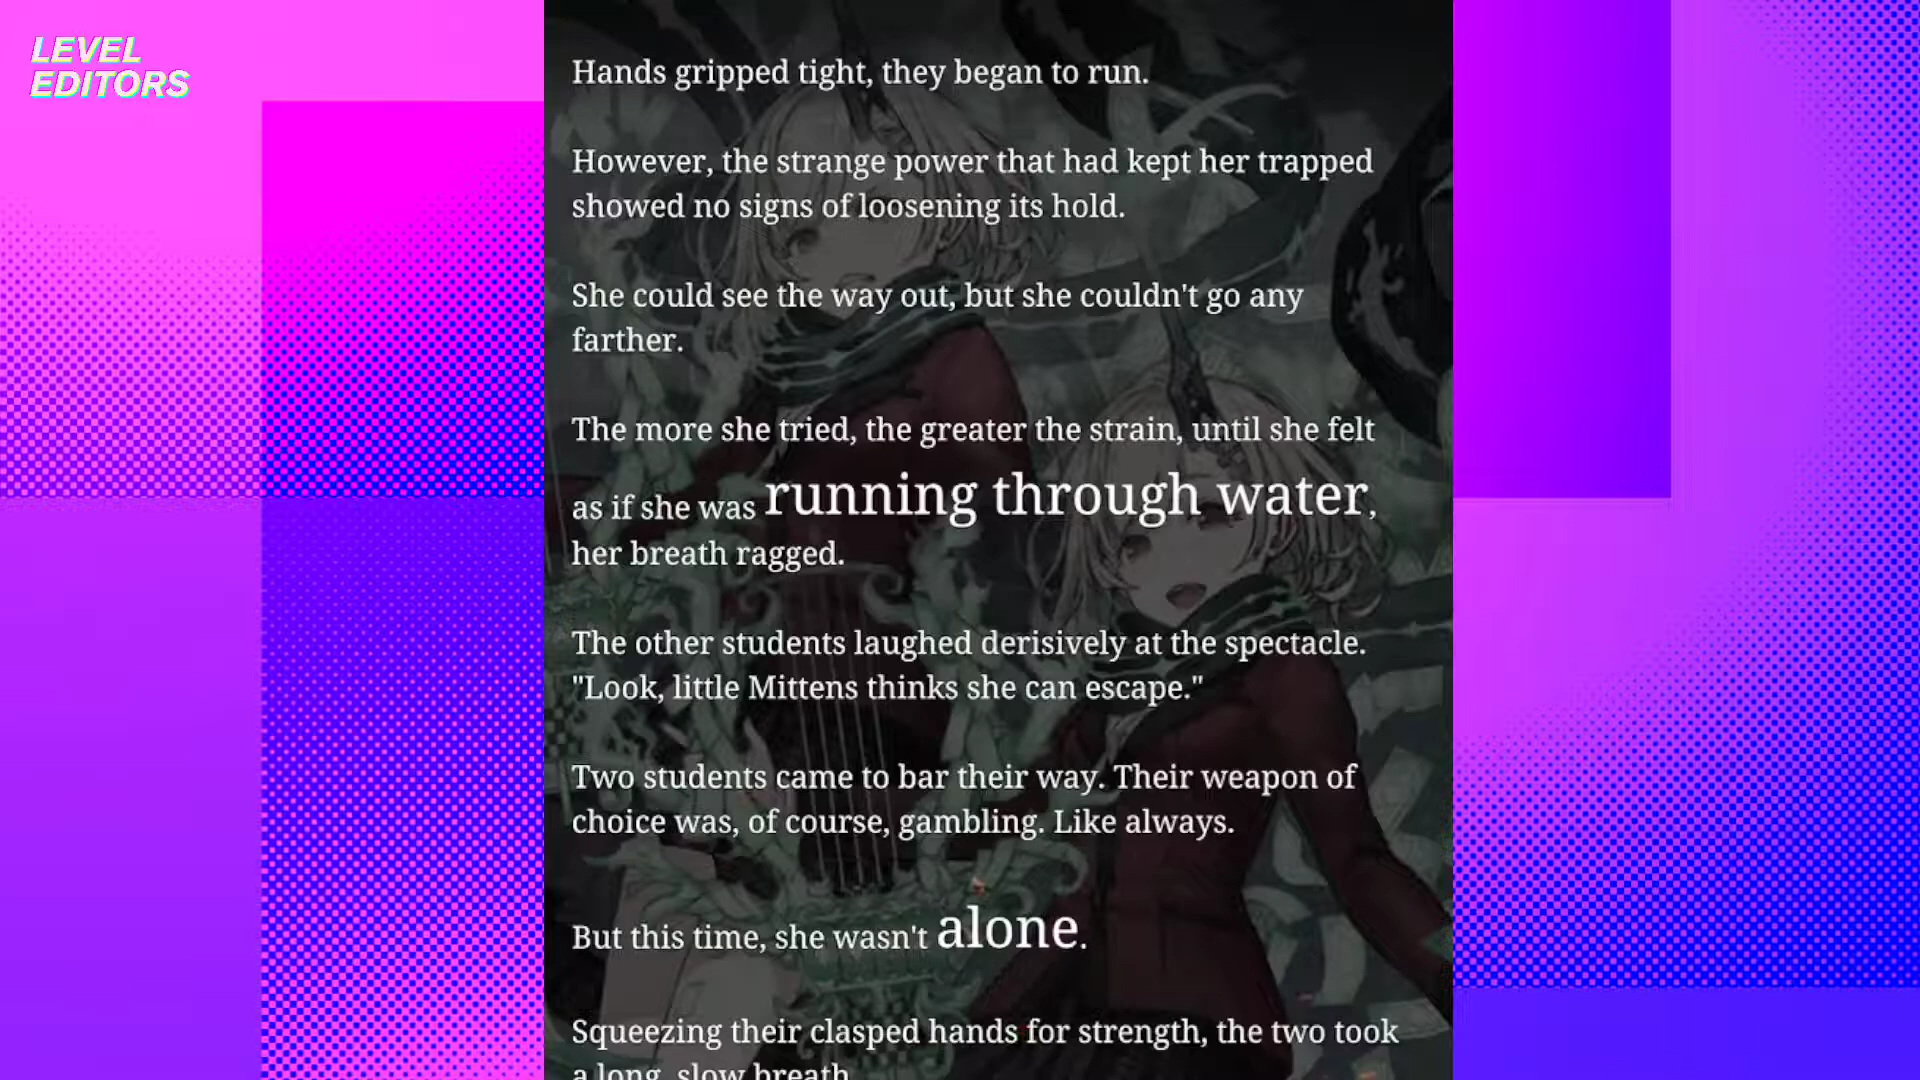 LEVEL
EDITORS
Hands gripped tight, they began to run.
However, the strange power that had kept her trapped
showed no signs of loosening its hold.
She could see the way out, but she couldn't go any
farther.
The more she tried, the greater the strain, until she felt
as if she was running through water,
her breath ragged.
The other students laughed derisively at the spectacle.
"Look, little Mittens thinks she can escape."
Two students came to bar their way. Their weapon of
choice was, of course, gambling. Like always.
But this time, she wasn't alone.
Squeezing their clasped hands for strength, the two took
a long, slow breath.